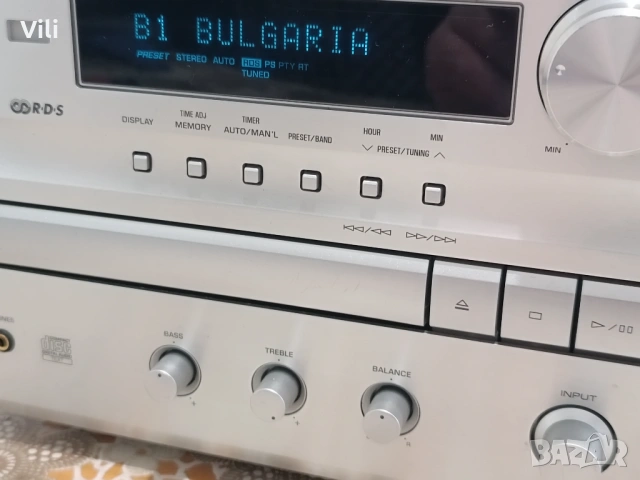 Vili
B1 BULGARIA
PRESET STEREO AUTO RDS PS PTY RT
TUNED
R·D·S
DISPLAY
TIME ADJ
MEMORY
TIMER
AUTO/MAN'L
PRESET/BAND
HOUR MIN
PRESET/TUNING
MIN
BASS
TREBLE
BALANCE
INPUT
BAZAR